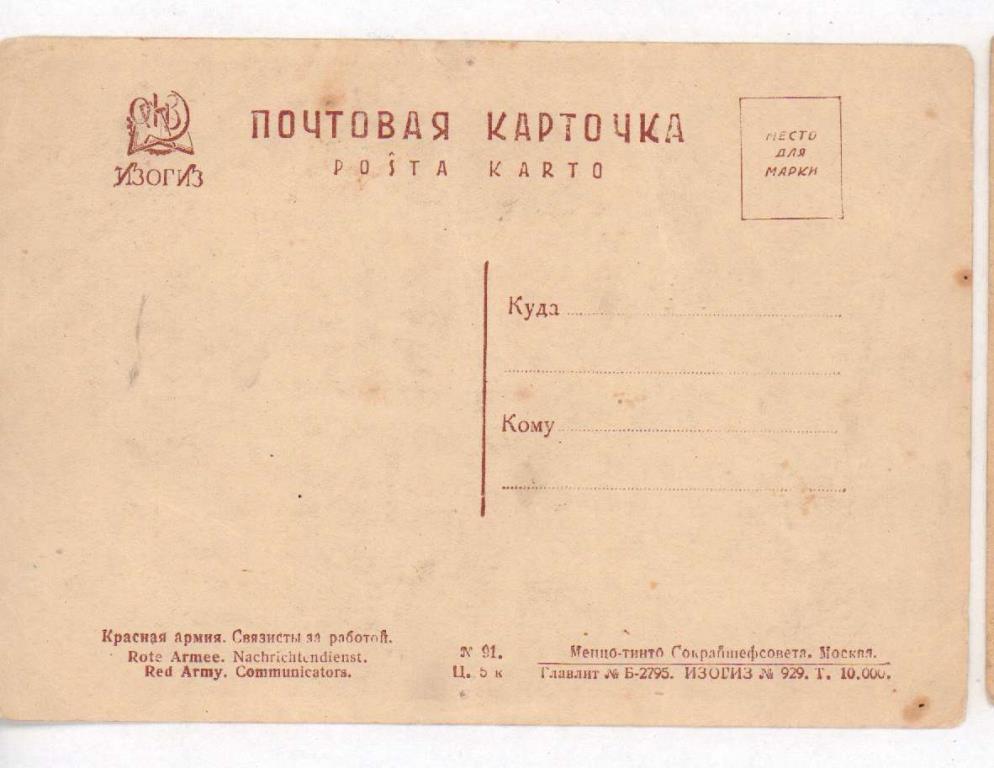 ИЗОГИЗ
ПОЧТОВАЯ КАРТОЧКА
POŜTA KARTO
МЕСТО
ДЛЯ
МАРКИ
Куда
Кому
Красная армия. Связисты за работой.
Rote Armee. Nachrichtendienst.
Red Army. Communicators.
№ 91.
Ц. 5 к
Меццо-тинто Сокрайшефсовета. Москва.
Главлит № Б-2795. ИЗОГИЗ № 929. Т. 10.000.